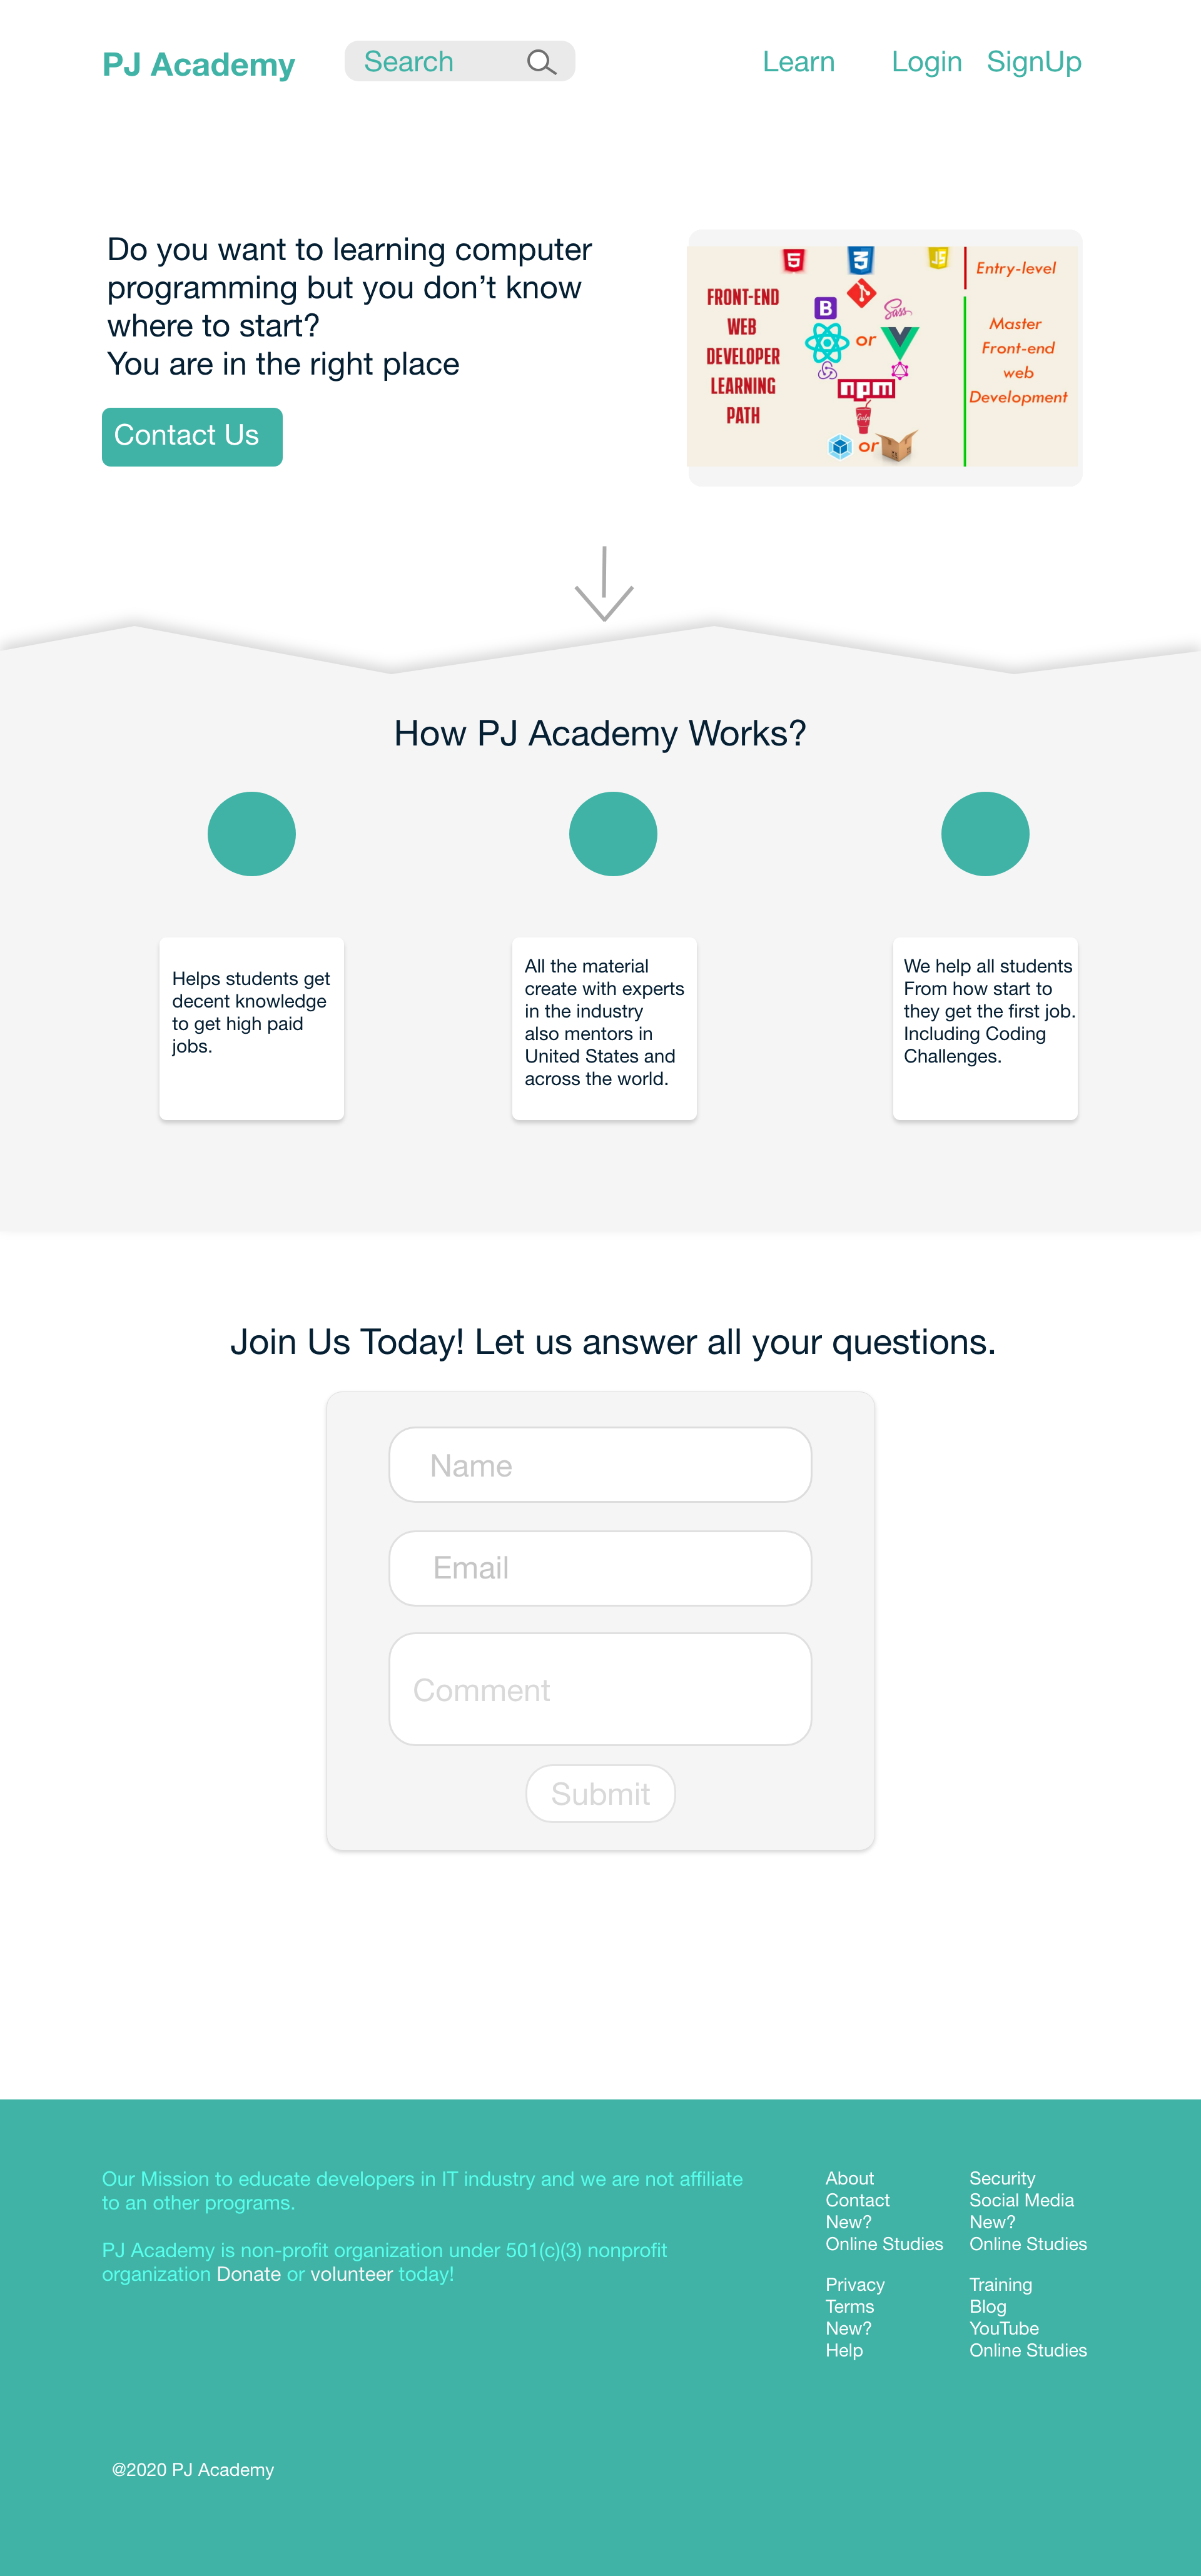 PJ Academy
Search
Learn
Login
SignUp
Do you want to learning computer
programming but you don’t know
where to start?
You are in the right place
Contact Us
5
3
JS
Entry-level
FRONT-END
WEB
DEVELOPER
LEARNING
PATH
B
Sass
or
npm
Gulp
or
Master
Front-end
web
Development
How PJ Academy Works?
Helps students get
decent knowledge
to get high paid
jobs.
All the material
create with experts
in the industry
also mentors in
United States and
across the world.
We help all students
From how start to
they get the first job.
Including Coding
Challenges.
Join Us Today! Let us answer all your questions.
Name
Email
Comment
Submit
Our Mission to educate developers in IT industry and we are not affiliate
to an other programs.
PJ Academy is non-profit organization under 501(c)(3) nonprofit
organization Donate or volunteer today!
About
Contact
New?
Online Studies
Privacy
Terms
New?
Help
Security
Social Media
New?
Online Studies
Training
Blog
YouTube
Online Studies
@2020 PJ Academy